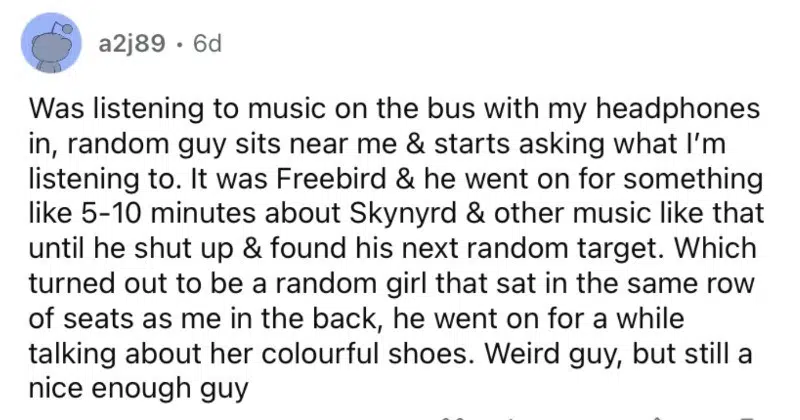 a2j89 · 6d
Was listening to music on the bus with my headphones
in, random guy sits near me & starts asking what I'm
listening to. It was Freebird & he went on for something
like 5-10 minutes about Skynyrd & other music like that
until he shut up & found his next random target. Which
turned out to be a random girl that sat in the same row
of seats as me in the back, he went on for a while
talking about her colourful shoes. Weird guy, but still a
nice enough guy